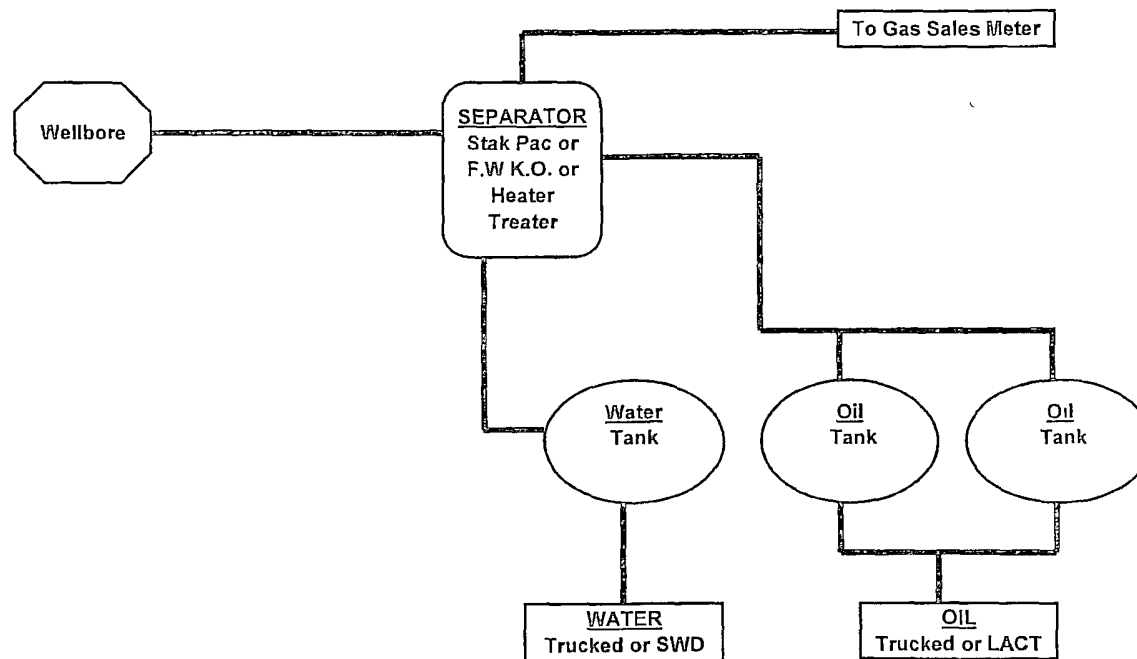 To Gas Sales Meter
Wellbore
SEPARATOR
Stak Pac or
F.W K.O. or
Heater
Treater
Water
Tank
Oil
Tank
Oil
Tank
WATER
Trucked or SWD
OIL
Trucked or LACT